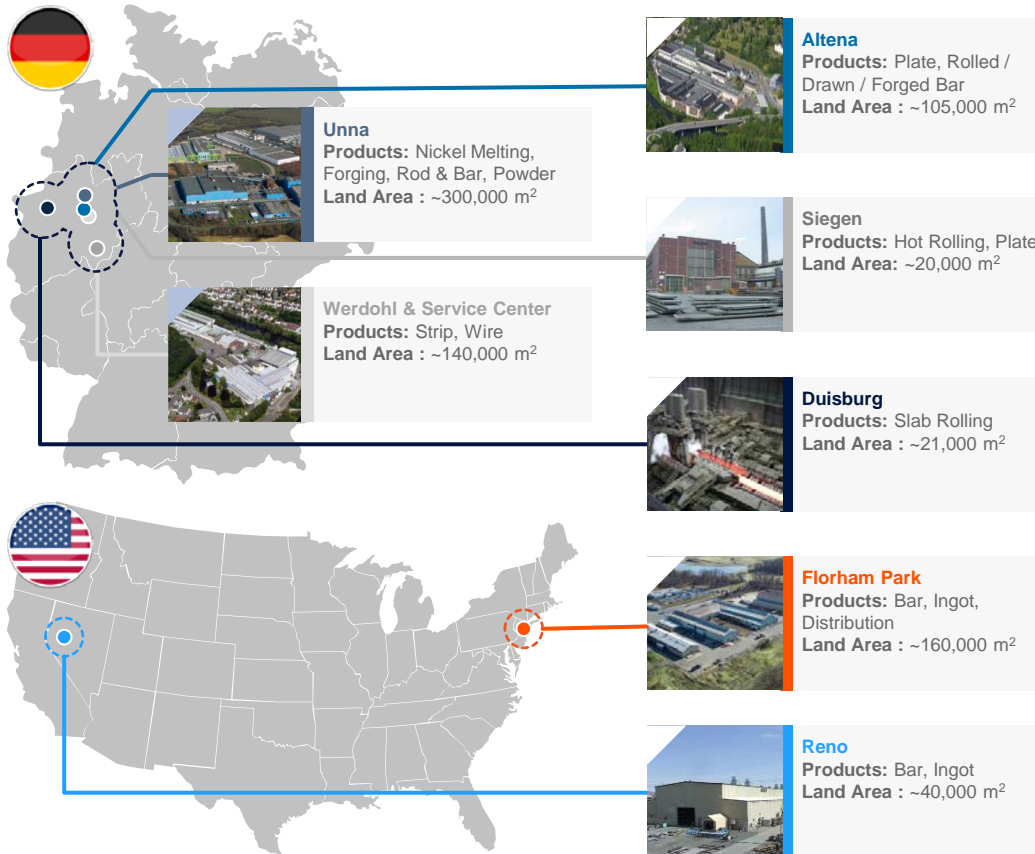 Altena
Products: Plate, Rolled /
Drawn / Forged Bar
Land Area : ~105,000 m²
Unna
Products: Nickel Melting,
Forging, Rod & Bar, Powder
Land Area : ~300,000 m²
Siegen
Products: Hot Rolling, Plate
Land Area: ~20,000 m²
Werdohl & Service Center
Products: Strip, Wire
Land Area : ~140,000 m²
Duisburg
Products: Slab Rolling
Land Area : ~21,000 m²
Florham Park
Products: Bar, Ingot,
Distribution
Land Area : ~160,000 m²
Reno
Products: Bar, Ingot
Land Area : ~40,000 m²